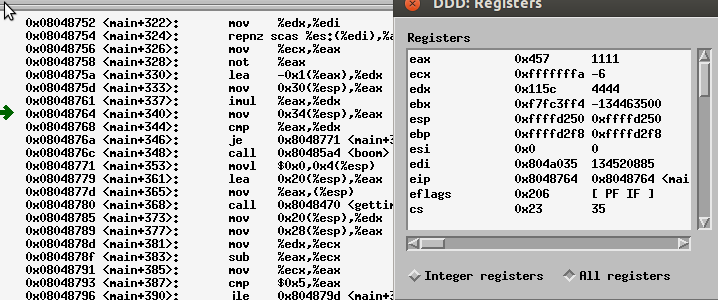 DDD: Registers
0x08048752 <main+322>: mov %edx,%edi
0x08048754 <main+324>: repnz scas %es:(%edi),%a
0x08048756 <main+326>: mov %ecx,%eax
0x08048758 <main+328>: not %eax
0x0804875a <main+330>: lea -0x1(%eax),%edx
0x0804875d <main+333>: mov 0x30(%esp),%eax
0x08048761 <main+337>: imul %eax,%edx
0x08048764 <main+340>: mov 0x34(%esp),%eax
0x08048768 <main+344>: cmp %eax,%edx
0x0804876a <main+346>: je 0x8048771 <main+3
0x0804876c <main+348>: call 0x80485a4 <boom>
0x08048771 <main+353>: movl $0x0,0x4(%esp)
0x08048779 <main+361>: lea 0x20(%esp),%eax
0x0804877d <main+365>: mov %eax,(%esp)
0x08048780 <main+368>: call 0x8048470 <gettim
0x08048785 <main+373>: mov 0x20(%esp),%edx
0x08048789 <main+377>: mov 0x28(%esp),%eax
0x0804878d <main+381>: mov %edx,%ecx
0x0804878f <main+383>: sub %eax,%ecx
0x08048791 <main+385>: mov %ecx,%eax
0x08048793 <main+387>: cmp $0x5,%eax
0x08048796 <main+390>: jle 0x804879d <main+3
Registers
eax 0x457 1111
ecx 0xfffffffa -6
edx 0x115c 4444
ebx 0xf7fc3ff4 -134463500
esp 0xffffd250 0xffffd250
ebp 0xffffd2f8 0xffffd2f8
esi 0x0 0
edi 0x804a035 134520885
eip 0x8048764 0x8048764 <mai
eflags 0x206 [ PF IF ]
cs 0x23 35
Integer registers
All registers